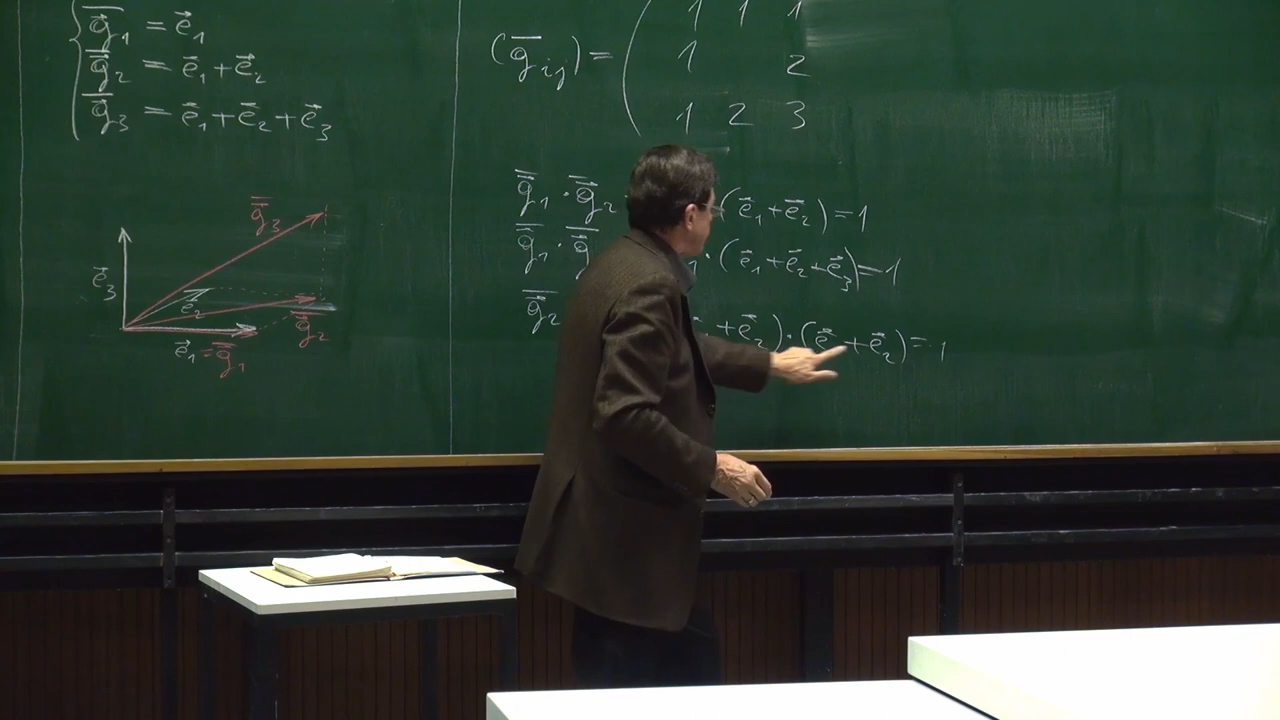 g̅⃗₁ = e⃗₁
g̅⃗₂ = e⃗₁ + e⃗₂
g̅⃗₃ = e⃗₁ + e⃗₂ + e⃗₃
g̅⃗₃
e⃗₃
e⃗₂
g̅⃗₂
e⃗₁ = g̅⃗₁
1 1 1
(g̅ᵢⱼ) = ( 1 2
1 2 3
g̅⃗₁ · g̅⃗₂ (e⃗₁ + e⃗₂) = 1
g̅⃗₁ · g̅⃗ ₁ · (e⃗₁ + e⃗₂ + e⃗₃) = 1
g̅⃗₂ + e⃗₂) · (e⃗ + e⃗₂) = 1